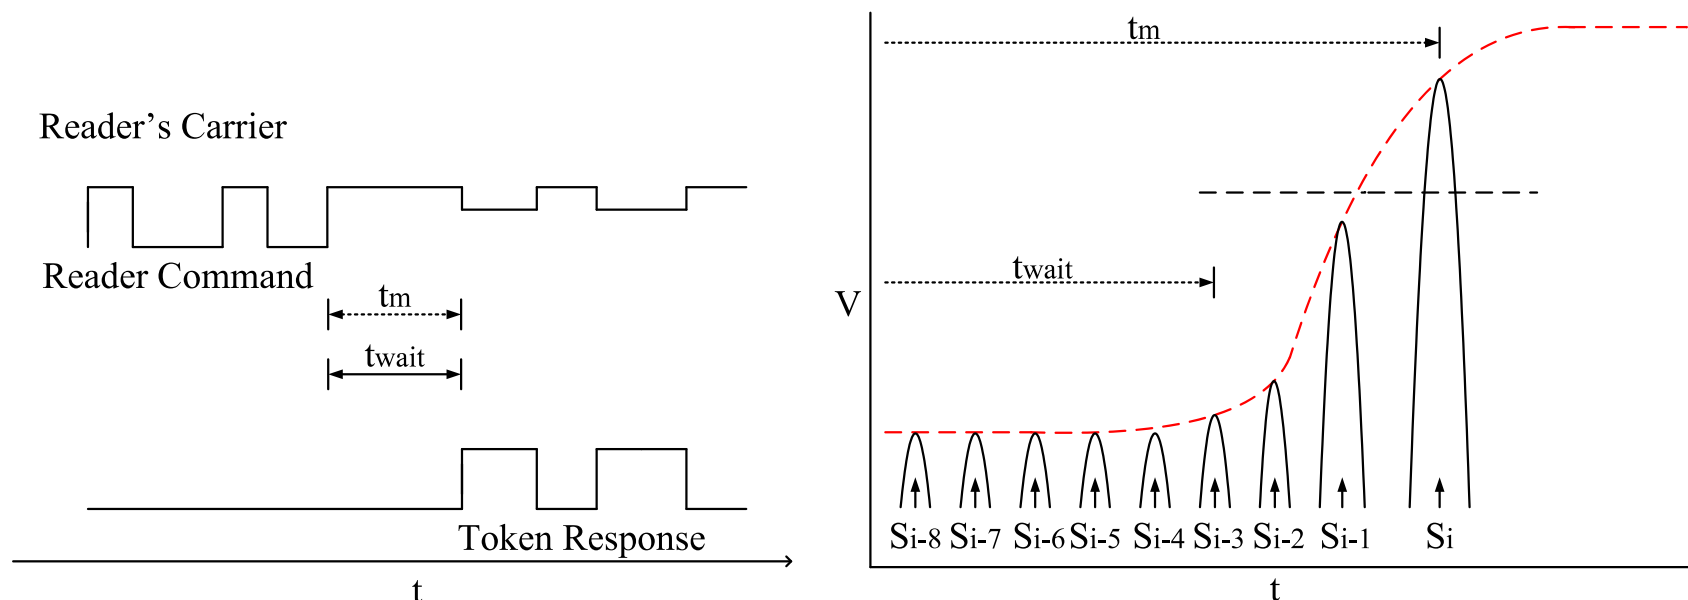 Reader's Carrier
Reader Command
tm
twait
Token Response
t
tm
twait
V
Si-8 Si-7 Si-6 Si-5 Si-4 Si-3 Si-2 Si-1 Si
t